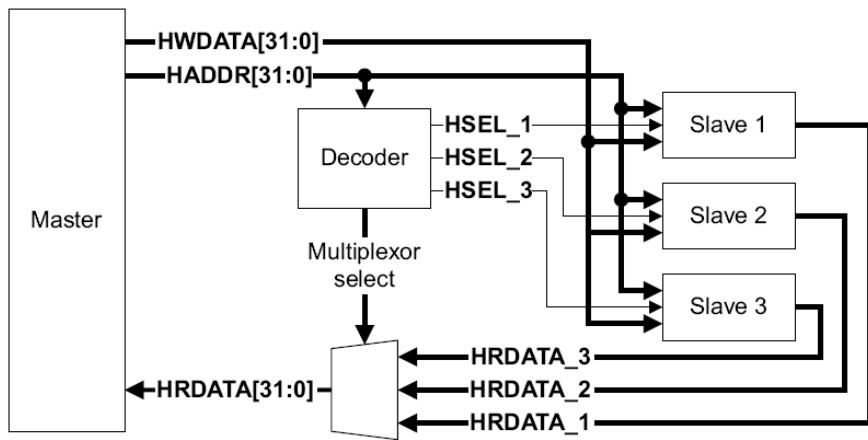 HWDATA[31:0]
HADDR[31:0]
HSEL_1
Slave 1
Decoder
HSEL_2
HSEL_3
Master
Slave 2
Multiplexor
select
Slave 3
HRDATA_3
HRDATA[31:0]
HRDATA_2
HRDATA_1